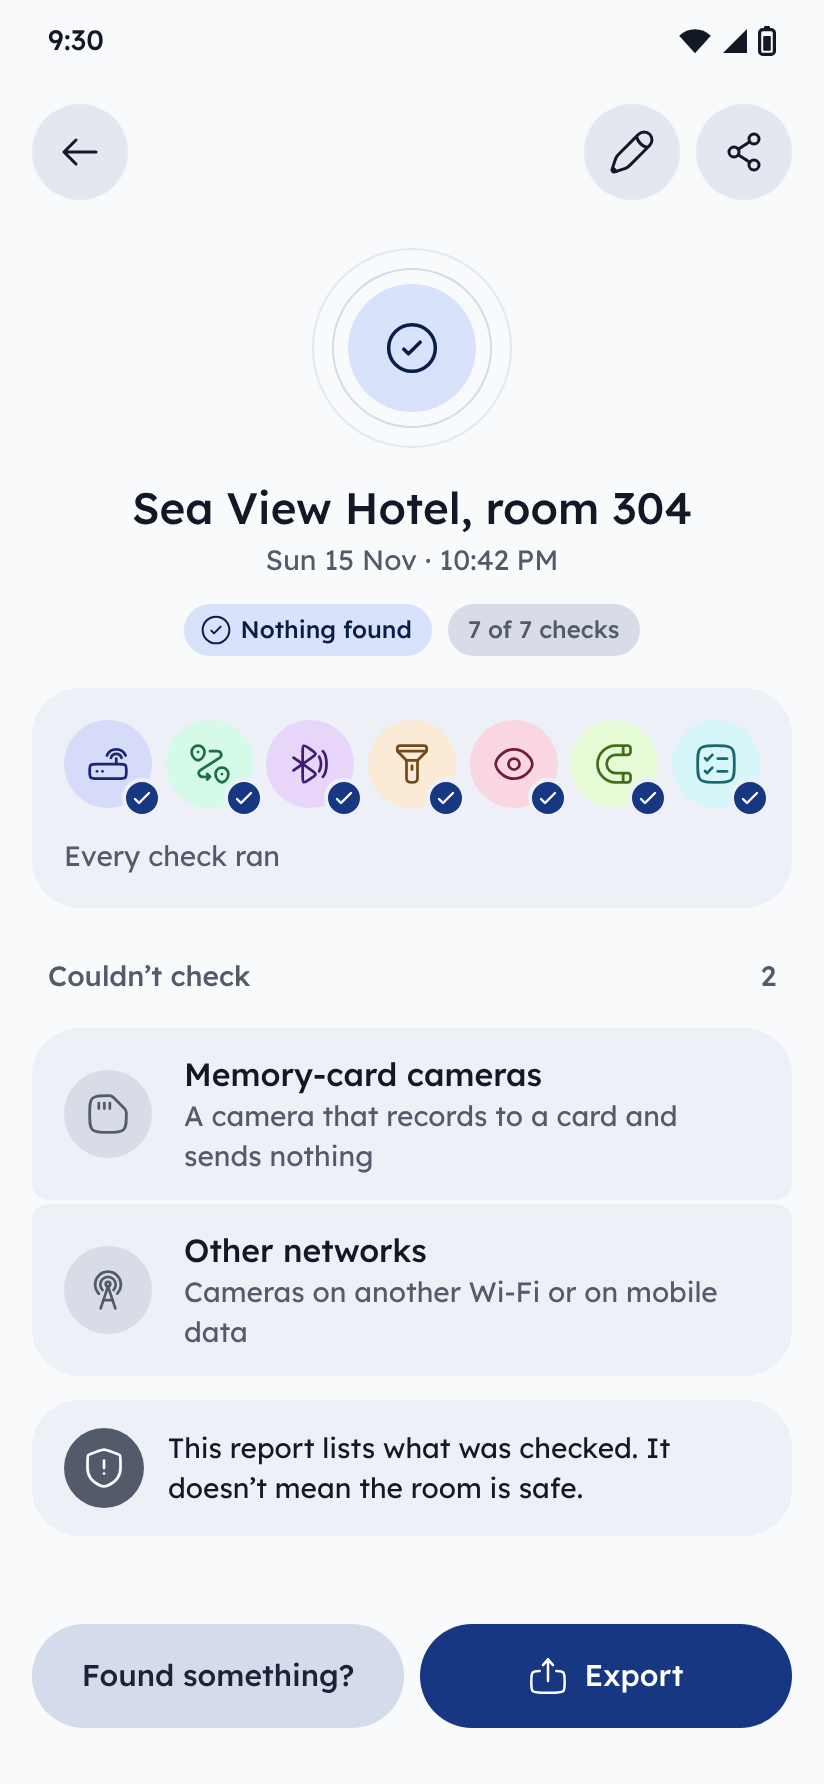 9:30
Sea View Hotel, room 304
Sun 15 Nov · 10:42 PM
Nothing found
7 of 7 checks
Every check ran
Couldn’t check
2
Memory-card cameras
A camera that records to a card and
sends nothing
Other networks
Cameras on another Wi-Fi or on mobile
data
This report lists what was checked. It
doesn’t mean the room is safe.
Found something?
Export